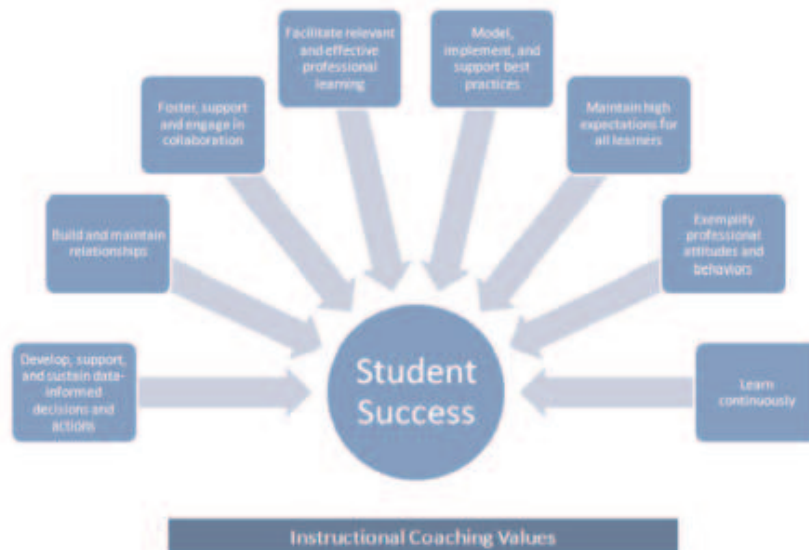 Facilitate relevant
and effective
professional
learning
Model,
implement, and
support best
practices
Foster, support
and engage in
collaboration
Maintain high
expectations for
all learners
Build and maintain
relationships
Exemplify
professional
attitudes and
behaviors
Develop, support,
and sustain data-
informed
decisions and
actions
Learn
continuously
Student
Success
Instructional Coaching Values